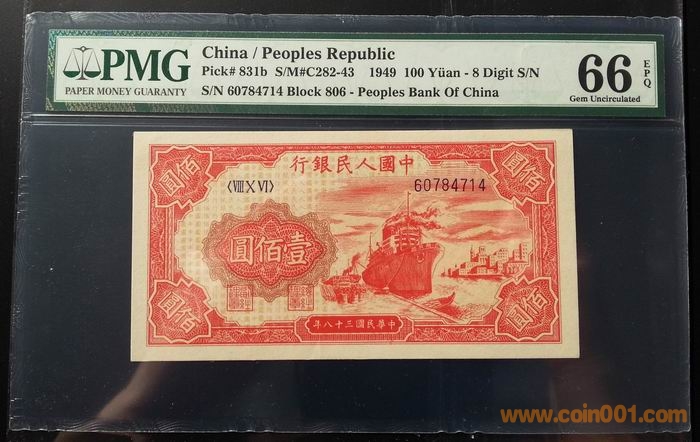 PMG
PAPER MONEY GUARANTY
China / Peoples Republic
Pick# 831b S/M#C282-43 1949 100 Yüan - 8 Digit S/N
S/N 60784714 Block 806 - Peoples Bank Of China
66 EPQ
Gem Uncirculated
行銀民人國中
〈VIII X VI〉
60784714
圓佰
圓佰
圓佰壹
圓佰
圓佰
年八十三國民華中
www.coin001.com